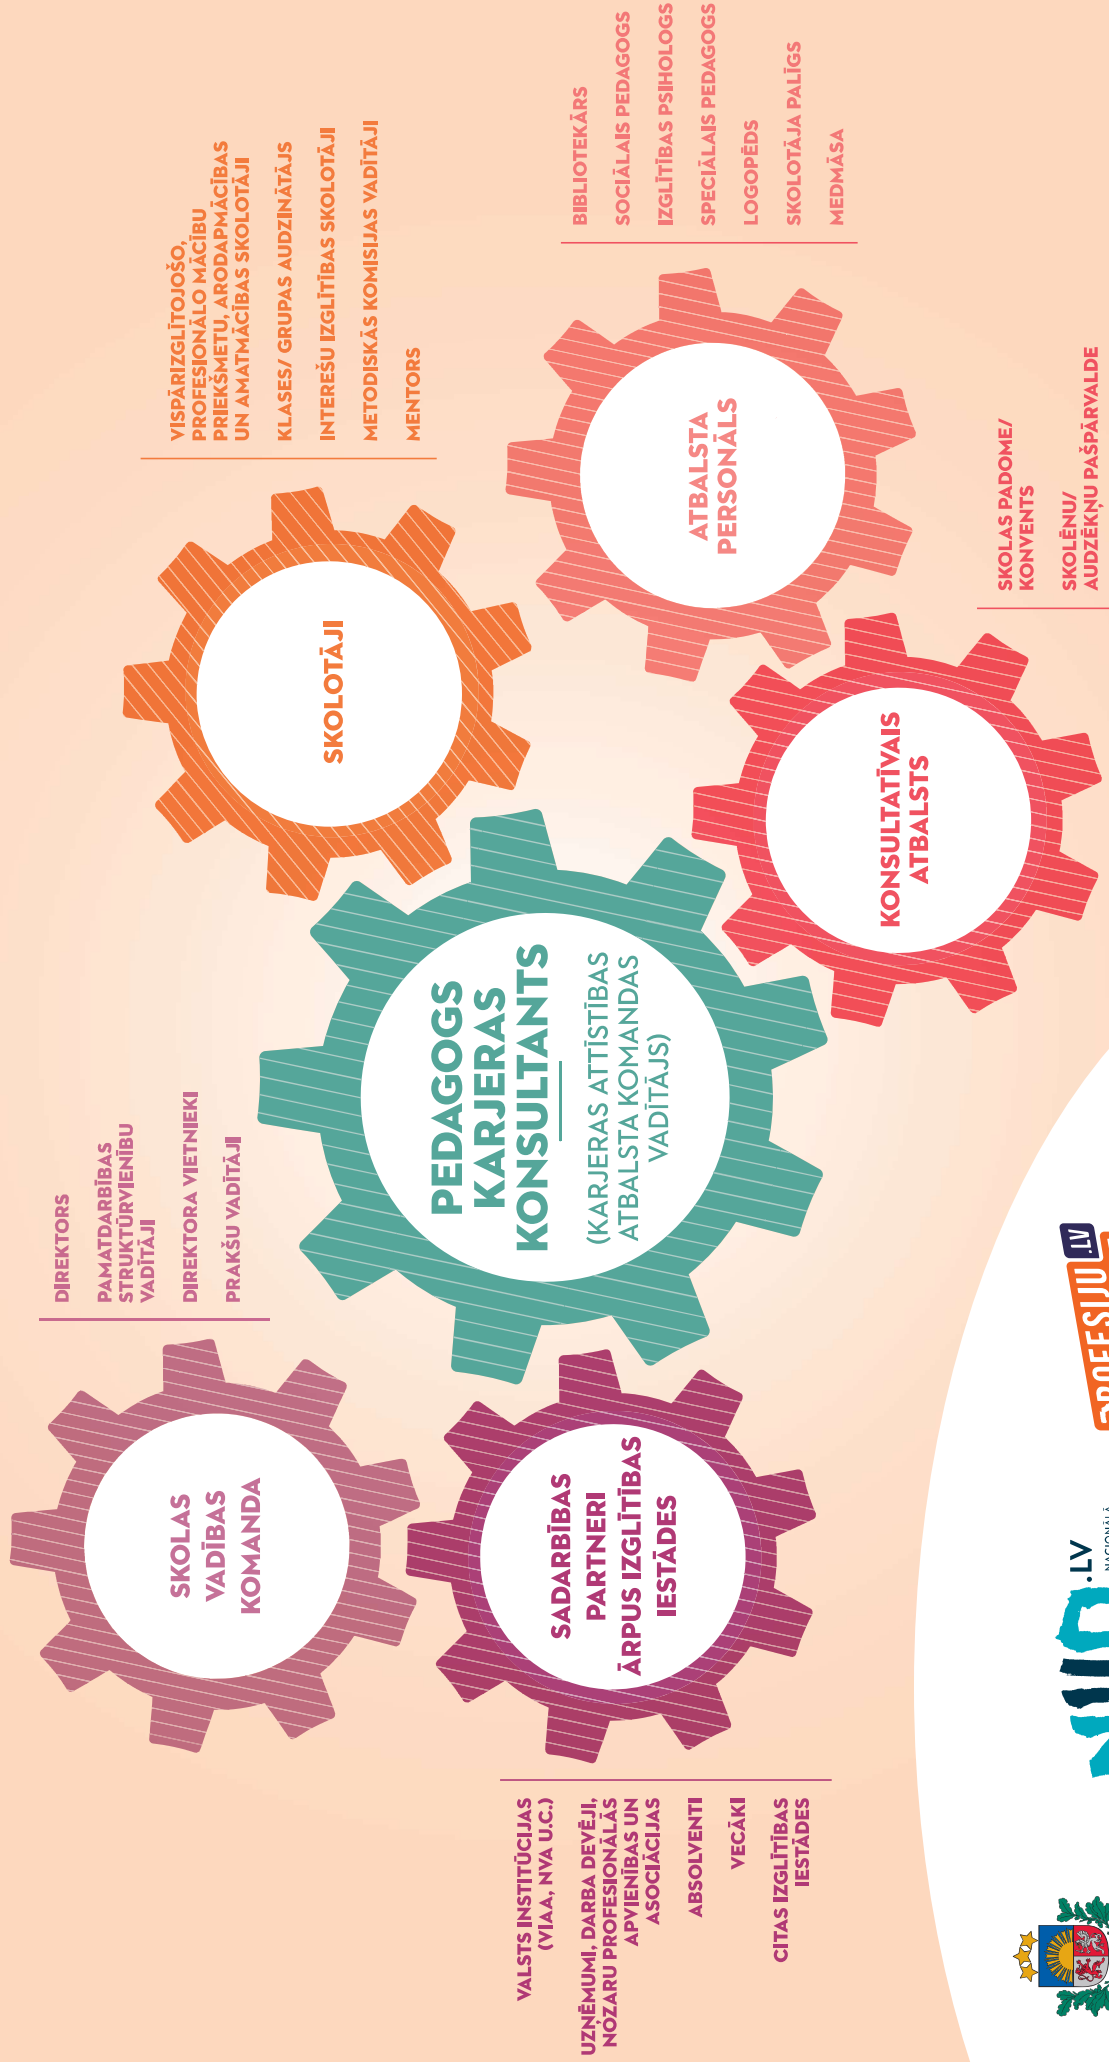 SKOLAS
VADĪBAS
KOMANDA
DIREKTORS
PAMATDARBĪBAS
STRUKTŪRVIENĪBU
VADĪTĀJI
DIREKTORA VIETNIEKI
PRAKŠU VADĪTĀJI
SKOLOTĀJI
VISPĀRIZGLĪTOJOŠO,
PROFESIONĀLO MĀCĪBU
PRIEKŠMETU, ARODAPMĀCĪBAS
UN AMATMĀCĪBAS SKOLOTĀJI
KLASES/ GRUPAS AUDZINĀTĀJS
INTEREŠU IZGLĪTĪBAS SKOLOTĀJI
METODISKĀS KOMISIJAS VADĪTĀJI
MENTORS
PEDAGOGS
KARJERAS
KONSULTANTS
(KARJERAS ATTĪSTĪBAS
ATBALSTA KOMANDAS
VADĪTĀJS)
SADARBĪBAS
PARTNERI
ĀRPUS IZGLĪTĪBAS
IESTĀDES
VALSTS INSTITŪCIJAS
(VIAA, NVA U.C.)
UZŅĒMUMI, DARBA DEVĒJI,
NOZARU PROFESIONĀLĀS
APVIENĪBAS UN
ASOCIĀCIJAS
ABSOLVENTI
VECĀKI
CITAS IZGLĪTĪBAS
IESTĀDES
ATBALSTA
PERSONĀLS
BIBLIOTEKĀRS
SOCIĀLAIS PEDAGOGS
IZGLĪTĪBAS PSIHOLOGS
SPECIĀLAIS PEDAGOGS
LOGOPĒDS
SKOLOTĀJA PALĪGS
MEDMĀSA
KONSULTATĪVAIS
ATBALSTS
SKOLAS PADOME/
KONVENTS
SKOLĒNU/
AUDZĒKŅU PAŠPĀRVALDE
.LV
NACIONĀLĀ
PROFESIJU.LV